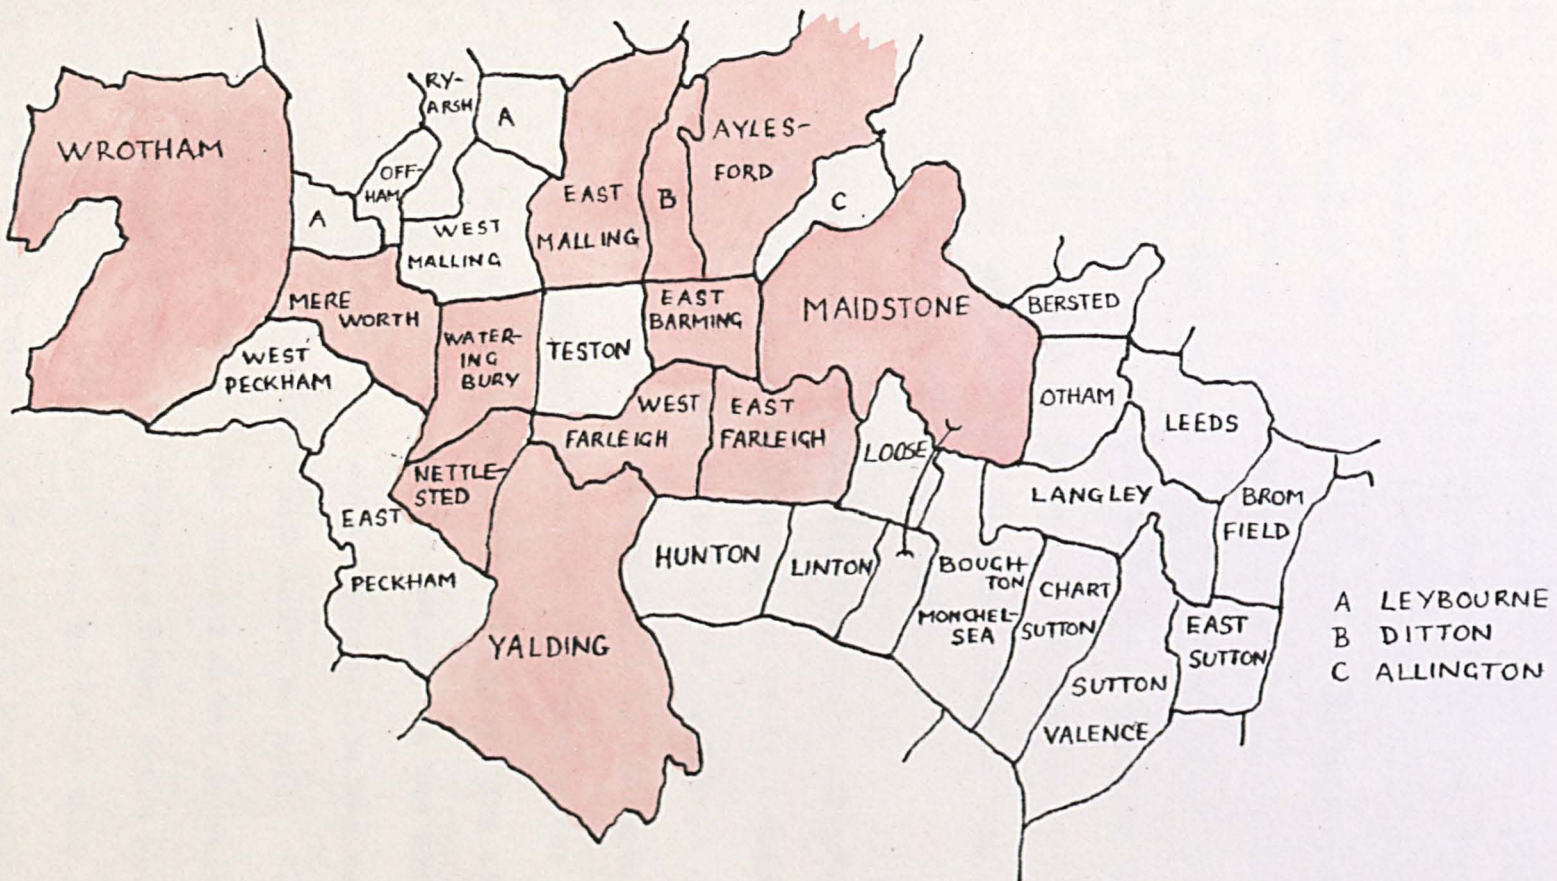 WROTHAM
RY-
ARSH
A
OFF-
HAM
A
WEST
MALLING
EAST
MALLING
B
AYLES-
FORD
C
MERE
WORTH
WEST
PECKHAM
WATER-
ING
BURY
TESTON
EAST
BARMING
MAIDSTONE
BERSTED
OTHAM
LEEDS
WEST
FARLEIGH
EAST
FARLEIGH
LOOSE
NETTLE-
STED
EAST
PECKHAM
YALDING
HUNTON
LINTON
BOUGH-
TON
MONCHEL-
SEA
LANGLEY
BROM
FIELD
CHART
SUTTON
SUTTON
VALENCE
EAST
SUTTON
A LEYBOURNE
B DITTON
C ALLINGTON